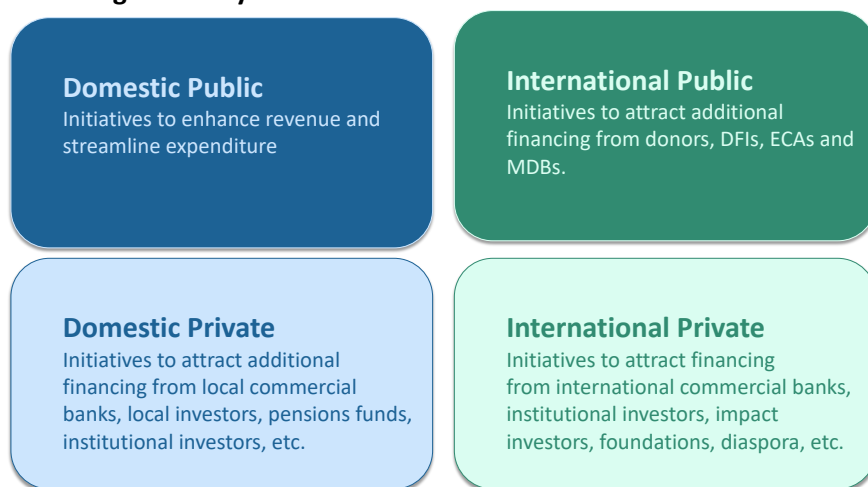 Domestic Public
Initiatives to enhance revenue and
streamline expenditure
International Public
Initiatives to attract additional
financing from donors, DFIs, ECAs and
MDBs.
Domestic Private
Initiatives to attract additional
financing from local commercial
banks, local investors, pensions funds,
institutional investors, etc.
International Private
Initiatives to attract financing
from international commercial banks,
institutional investors, impact
investors, foundations, diaspora, etc.